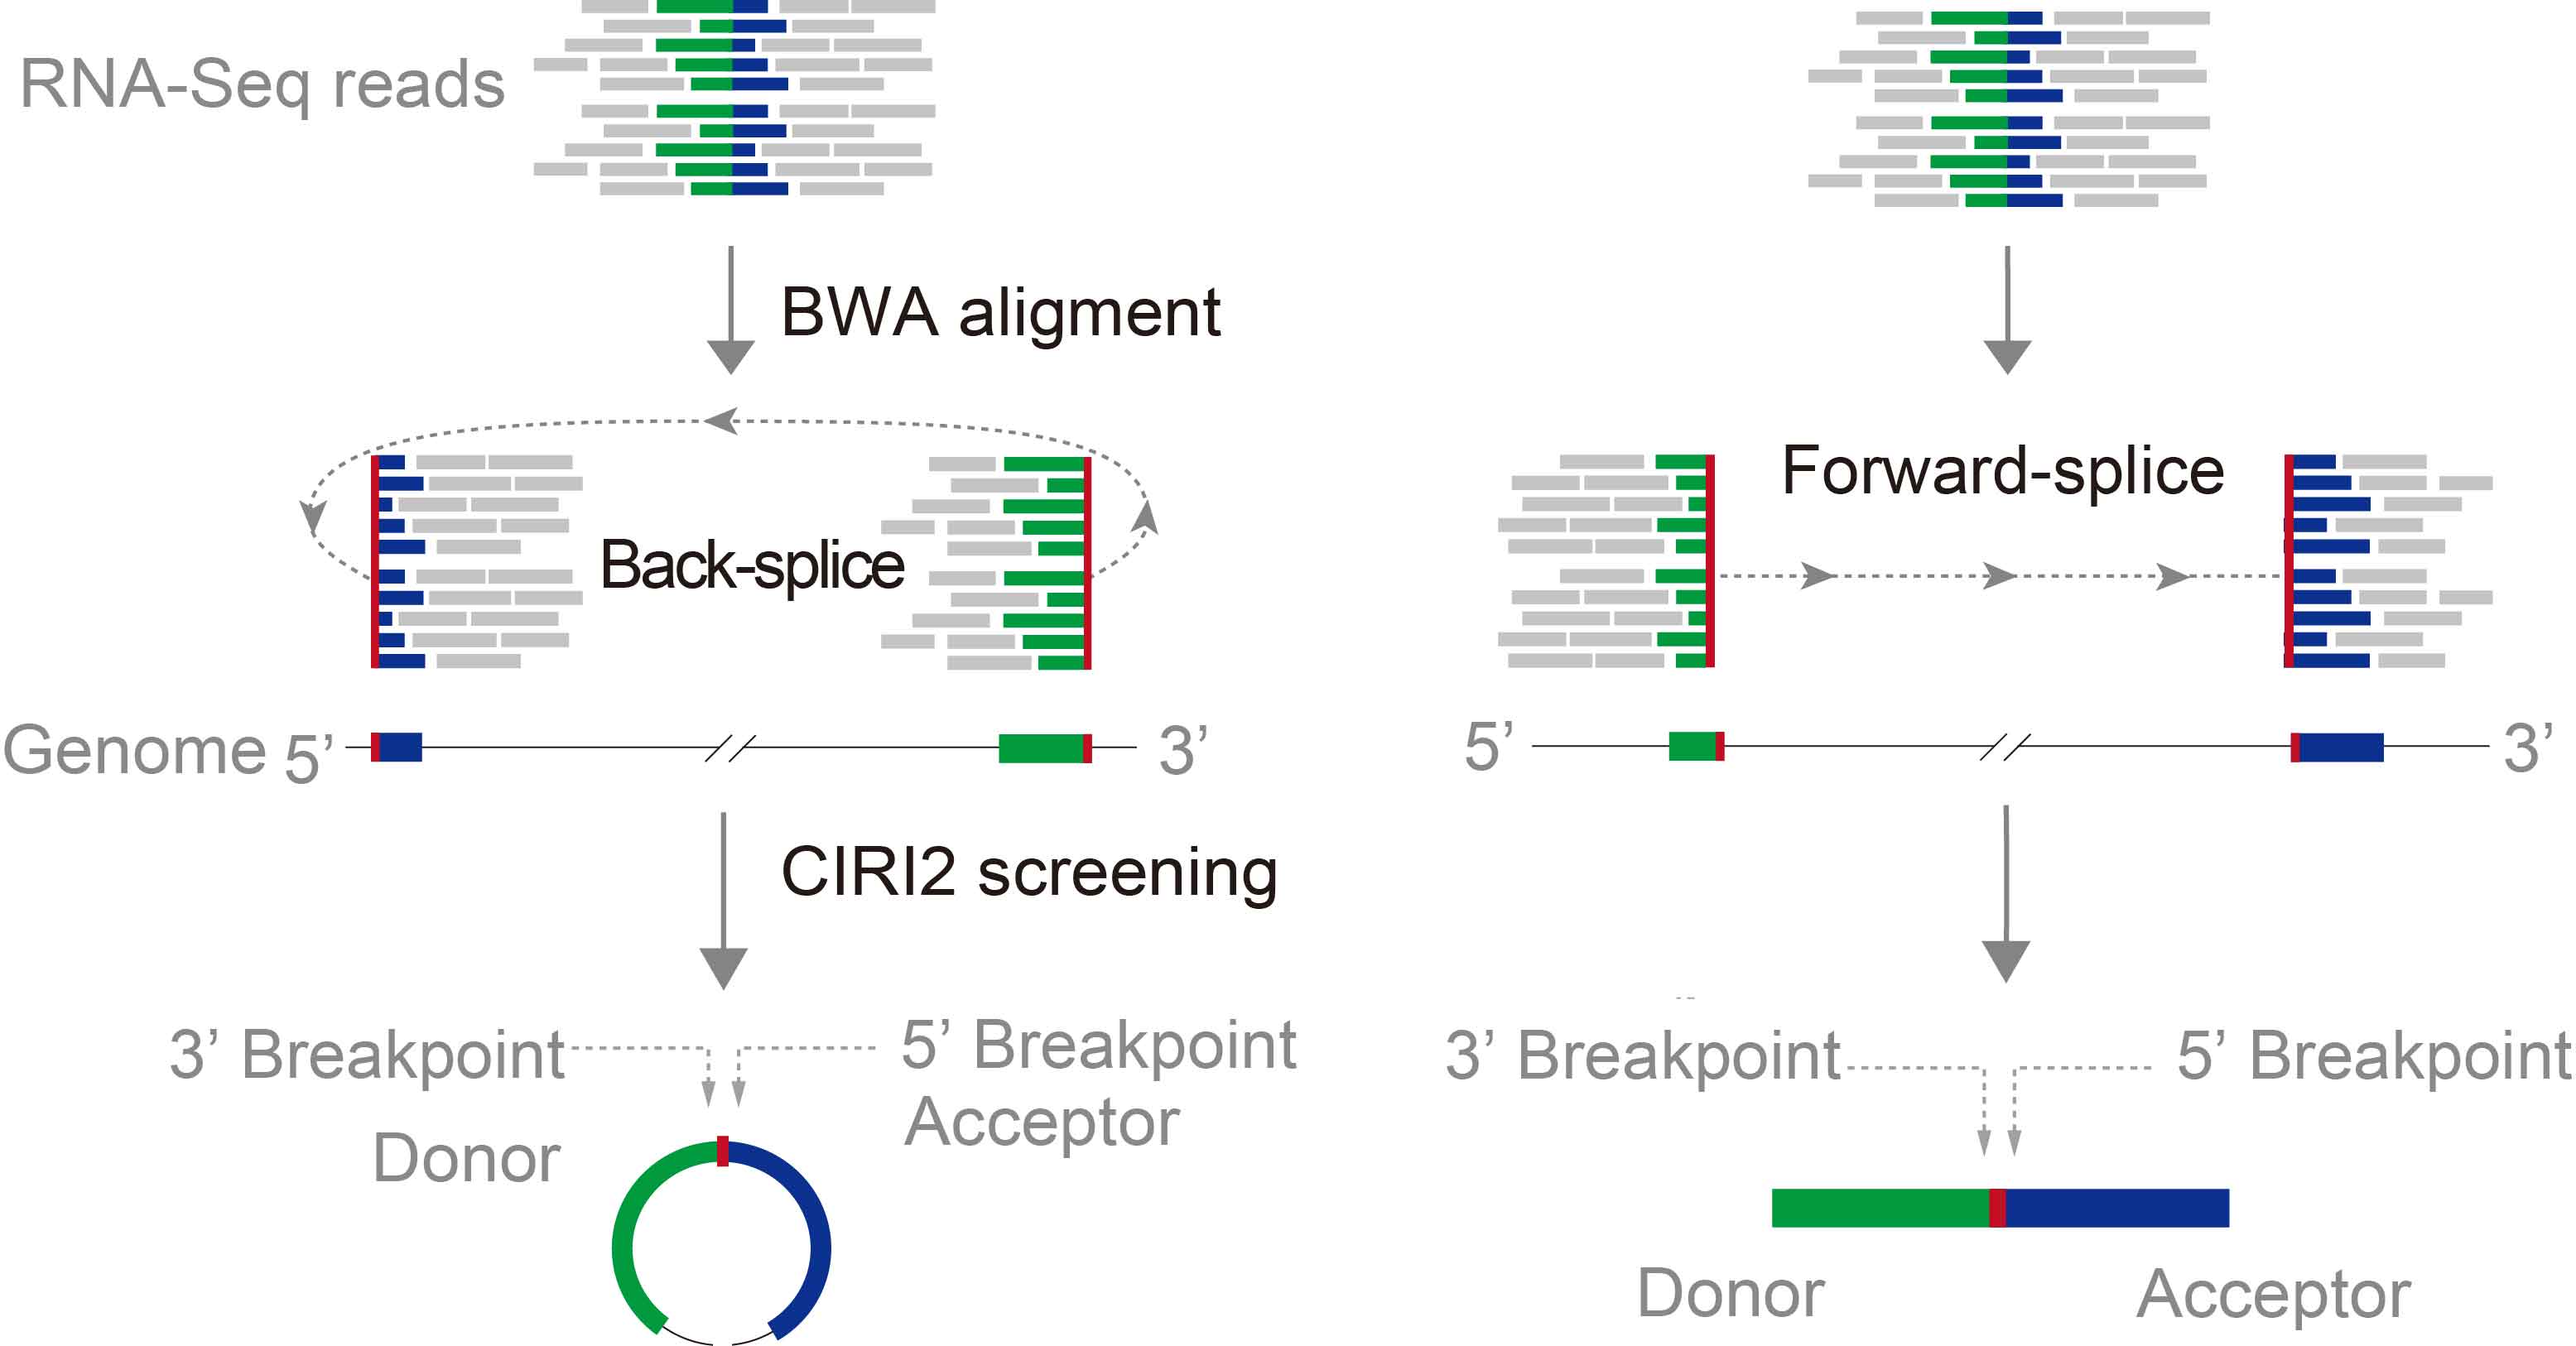 RNA-Seq reads
BWA aligment
Back-splice
Forward-splice
Genome 5’
3’
5’
3’
CIRI2 screening
3’ Breakpoint
Donor
5’ Breakpoint
Acceptor
3’ Breakpoint
5’ Breakpoint
Donor
Acceptor